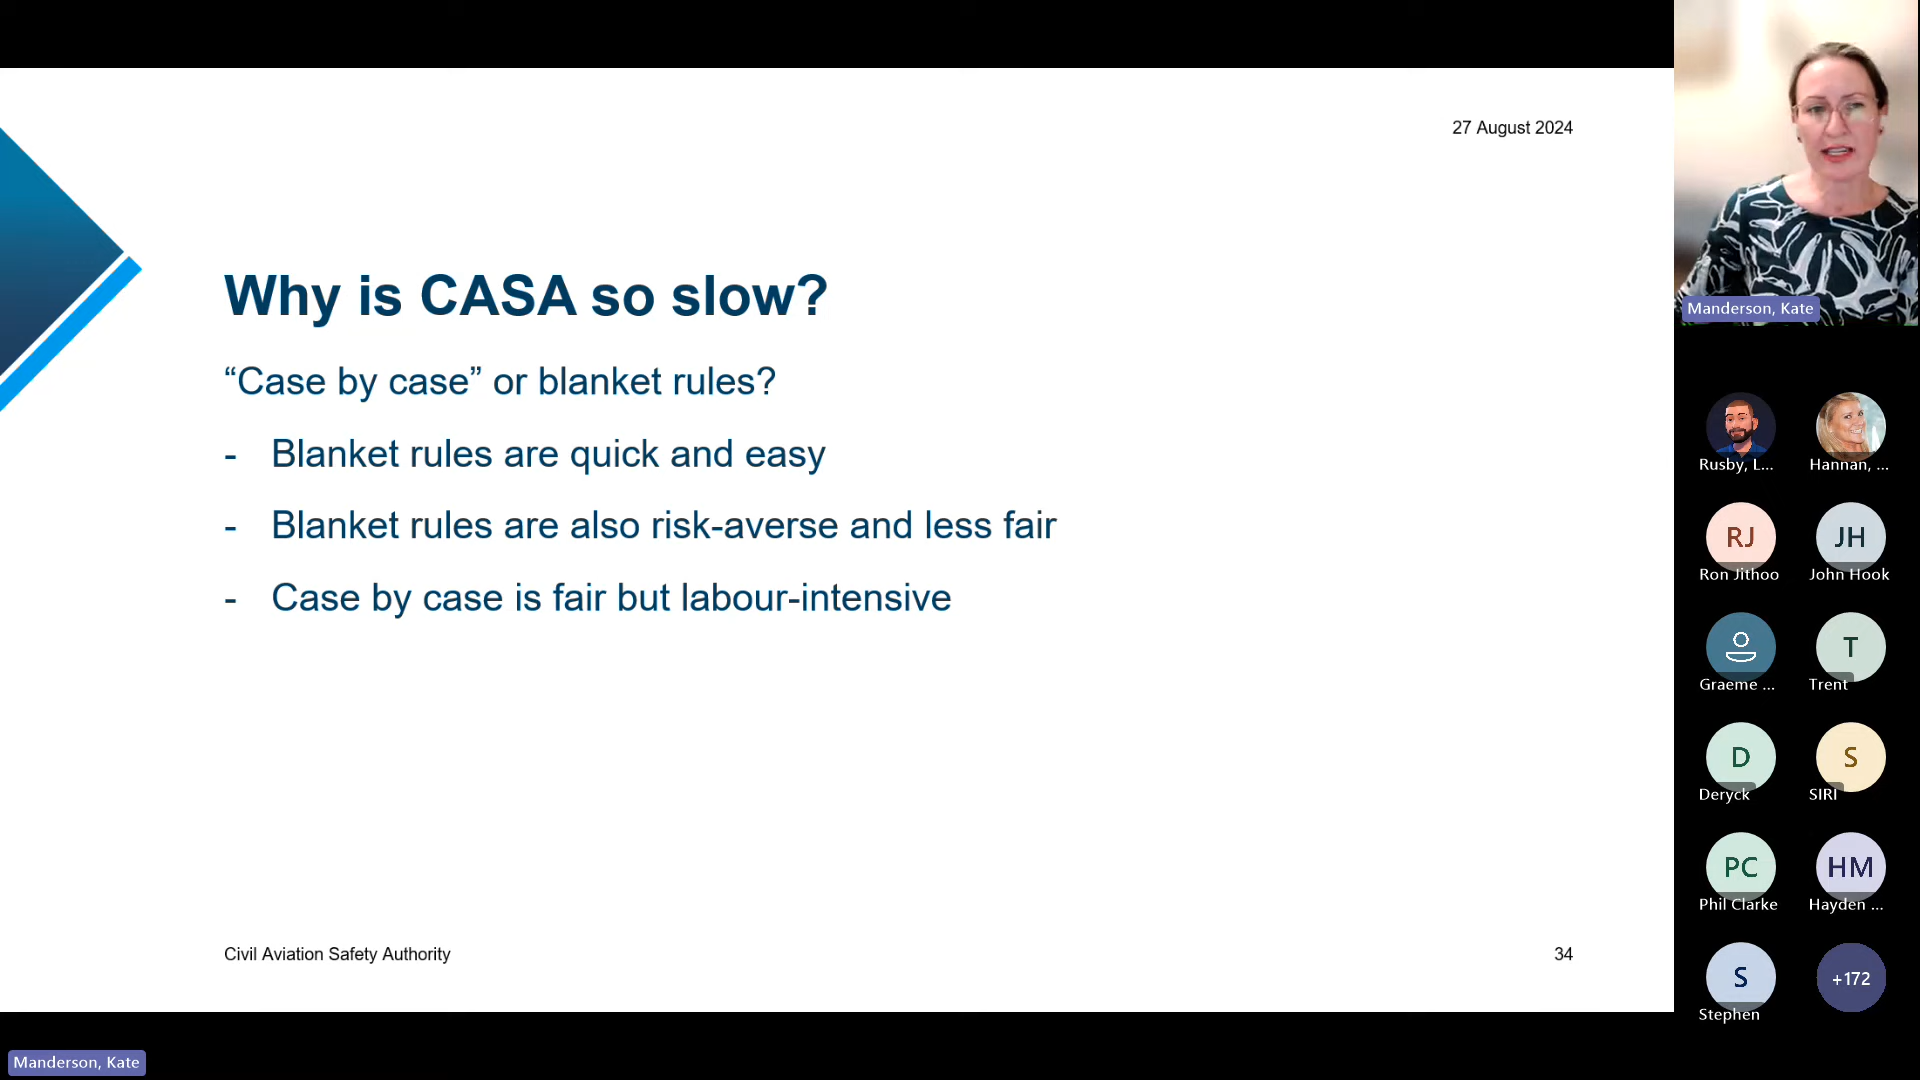 27 August 2024
Why is CASA so slow?
“Case by case” or blanket rules?
- Blanket rules are quick and easy
- Blanket rules are also risk-averse and less fair
- Case by case is fair but labour-intensive
Civil Aviation Safety Authority
34
Manderson, Kate
Rusby, L...
Hannan, ...
RJ
JH
Ron Jithoo
John Hook
T
Graeme ...
Trent
D
S
Deryck
SIRI
PC
HM
Phil Clarke
Hayden ...
S
+172
Stephen
Manderson, Kate